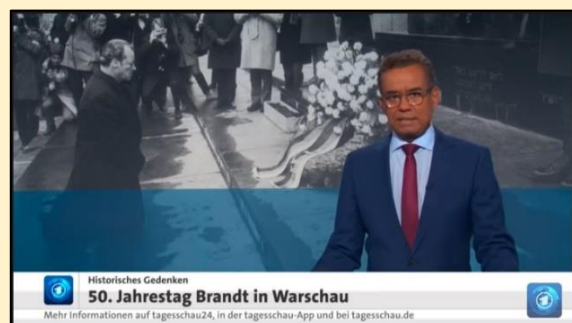 Historisches Gedenken
50. Jahrestag Brandt in Warschau
Mehr Informationen auf tagesschau24, in der tagesschau-App und bei tagesschau.de